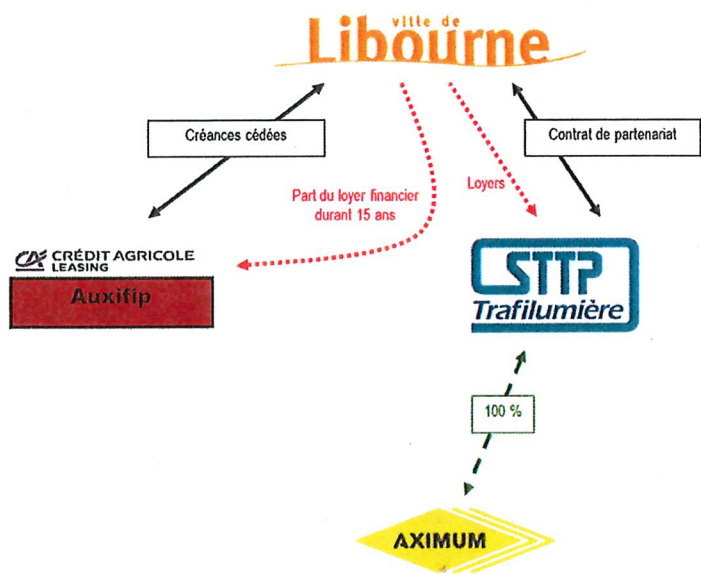 ville de
Libourne
Créances cédées
Contrat de partenariat
Part du loyer financier
durant 15 ans
Loyers
CA CRÉDIT AGRICOLE
LEASING
Auxifip
STTP
Trafilumière
100 %
AXIMUM